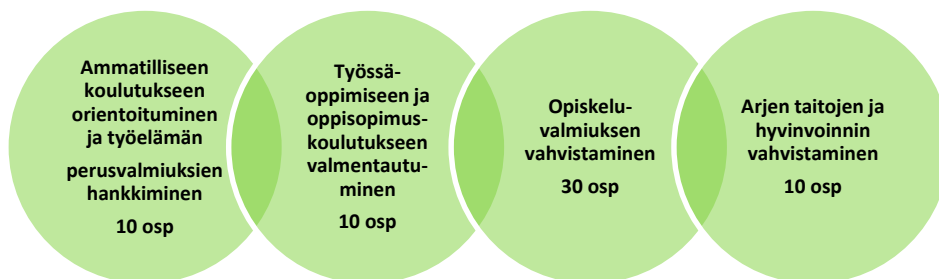 Ammatilliseen
koulutukseen
orientoituminen
ja työelämän
perusvalmiuksien
hankkiminen
10 osp
Työssä-
oppimiseen ja
oppisopimus-
koulutukseen
valmentautu-
minen
10 osp
Opiskelu-
valmiuksien
vahvistaminen
30 osp
Arjen taitojen ja
hyvinvoinnin
vahvistaminen
10 osp